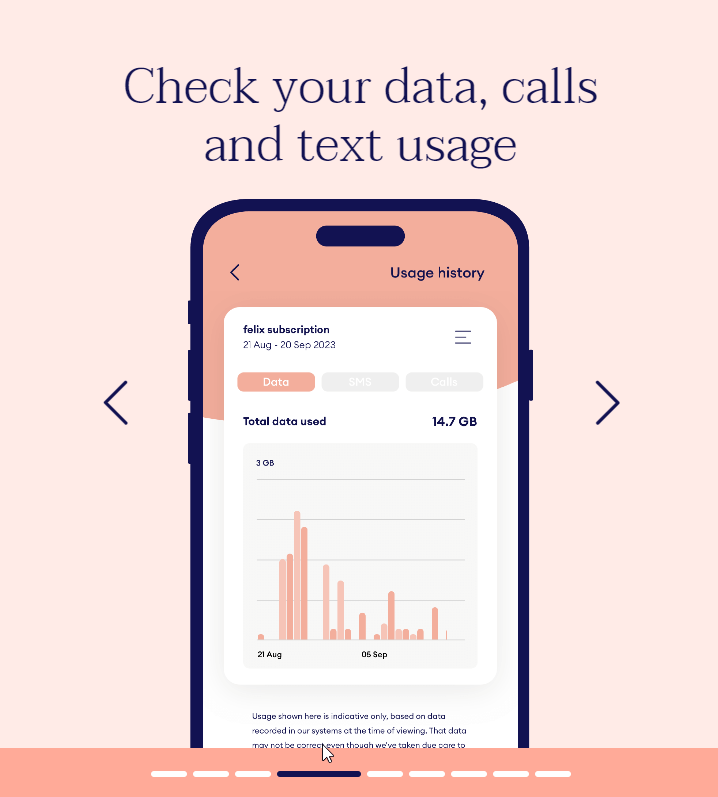 Check your data, calls
and text usage
Usage history
felix subscription
21 Aug - 20 Sep 2023
Data SMS Calls
Total data used 14.7 GB
3 GB
21 Aug 05 Sep
Usage shown here is indicative only, based on data
recorded in our systems at the time of viewing. That data
may not be correct even though we've taken due care to